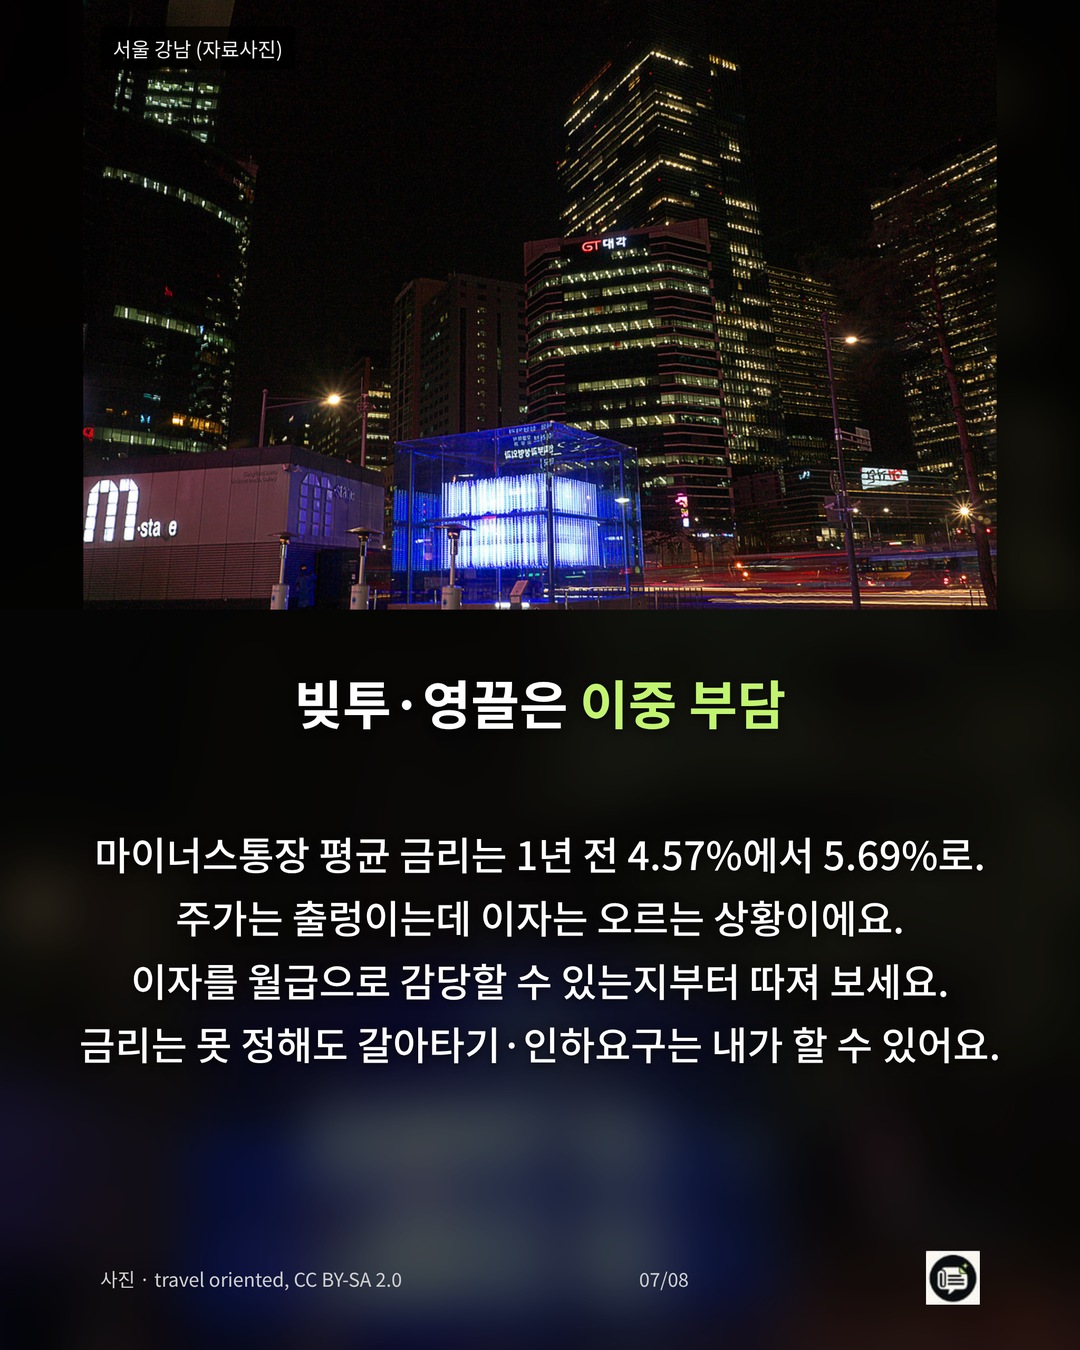 서울 강남 (자료사진)
GT 대각
빚투·영끌은 이중 부담
마이너스통장 평균 금리는 1년 전 4.57%에서 5.69%로.
주가는 출렁이는데 이자는 오르는 상황이에요.
이자를 월급으로 감당할 수 있는지부터 따져 보세요.
금리는 못 정해도 갈아타기·인하요구는 내가 할 수 있어요.
사진 · travel oriented, CC BY-SA 2.0
07/08